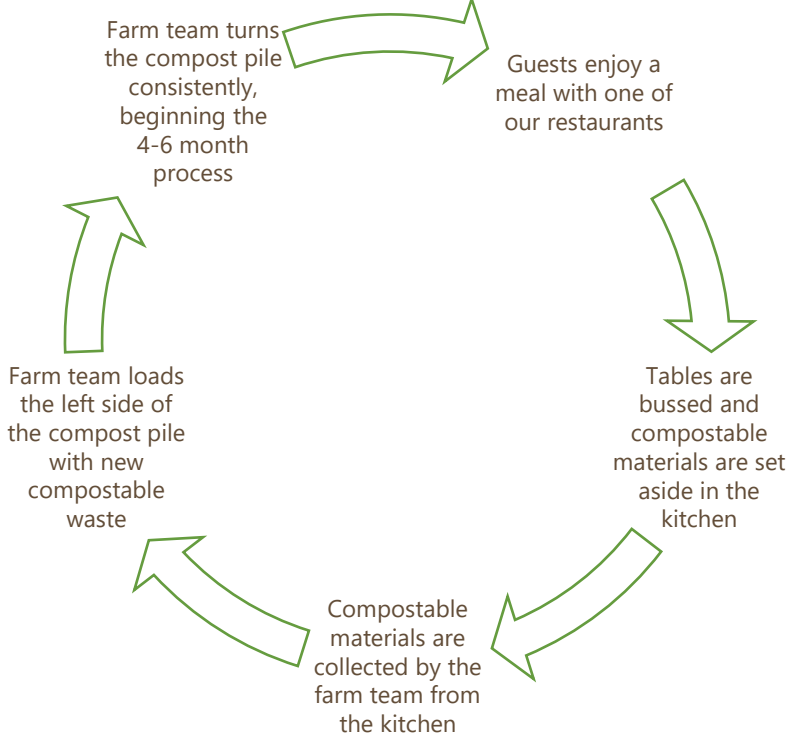 Farm team turns
the compost pile
consistently,
beginning the
4-6 month
process
Guests enjoy a
meal with one of
our restaurants
Tables are
bussed and
compostable
materials are set
aside in the
kitchen
Compostable
materials are
collected by the
farm team from
the kitchen
Farm team loads
the left side of
the compost pile
with new
compostable
waste